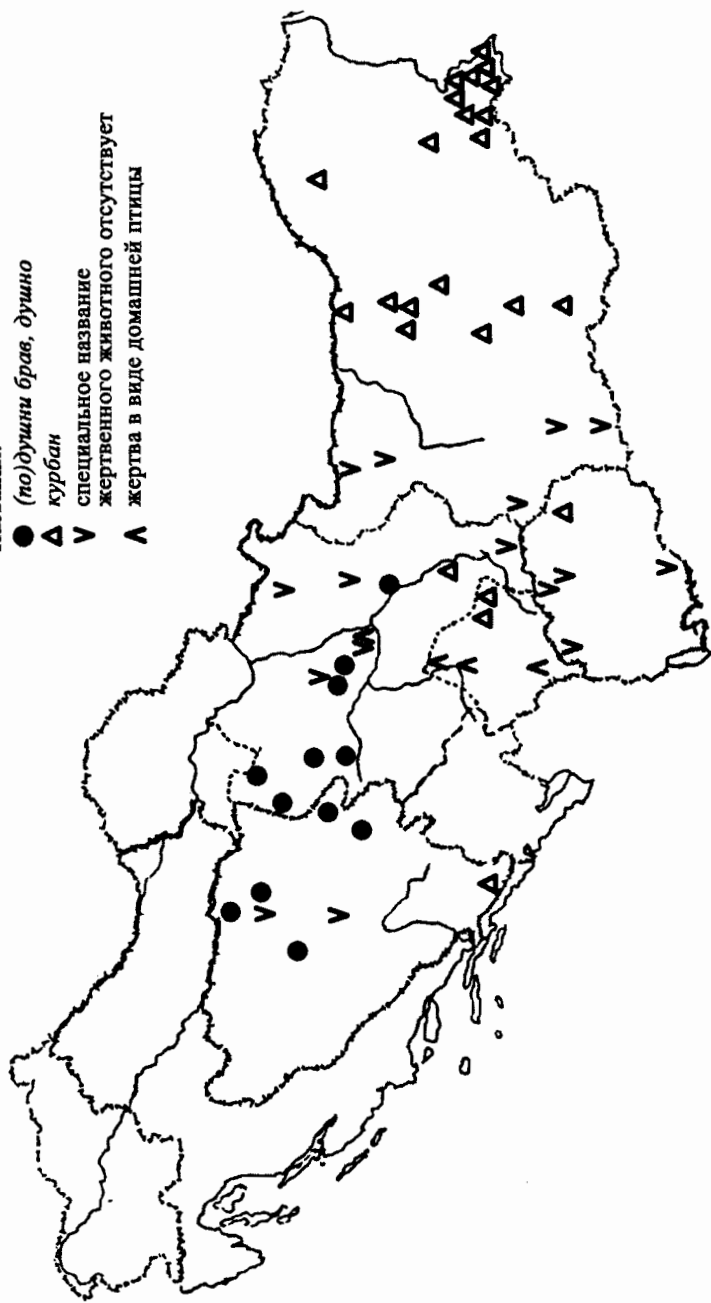 (по)душни брав, душно
курбан
специальное название
жертвенного животного отсутствует
жертва в виде домашней птицы